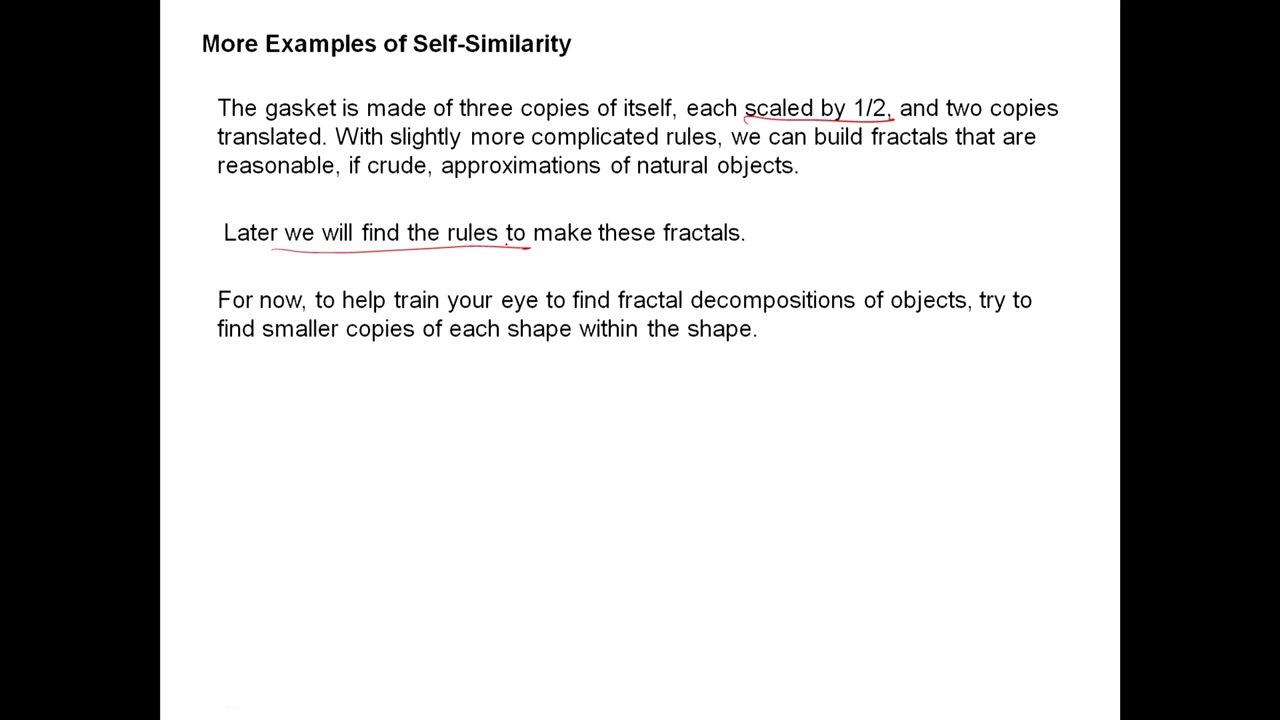 More Examples of Self-Similarity
The gasket is made of three copies of itself, each scaled by 1/2, and two copies
translated. With slightly more complicated rules, we can build fractals that are
reasonable, if crude, approximations of natural objects.
Later we will find the rules to make these fractals.
For now, to help train your eye to find fractal decompositions of objects, try to
find smaller copies of each shape within the shape.